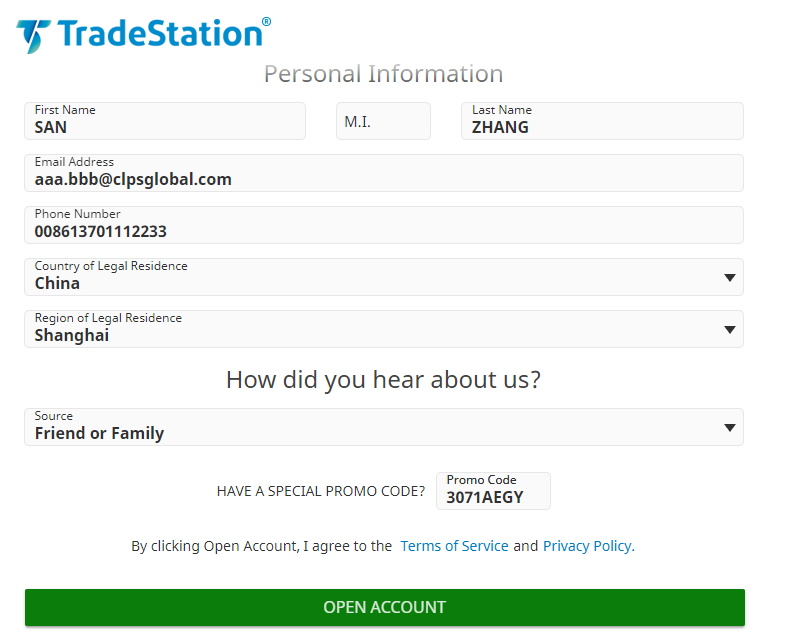 TradeStation®
Personal Information
First Name
SAN
M.I.
Last Name
ZHANG
Email Address
aaa.bbb@clpsglobal.com
Phone Number
008613701112233
Country of Legal Residence
China
Region of Legal Residence
Shanghai
How did you hear about us?
Source
Friend or Family
HAVE A SPECIAL PROMO CODE?
Promo Code
3071AEGY
By clicking Open Account, I agree to the Terms of Service and Privacy Policy.
OPEN ACCOUNT